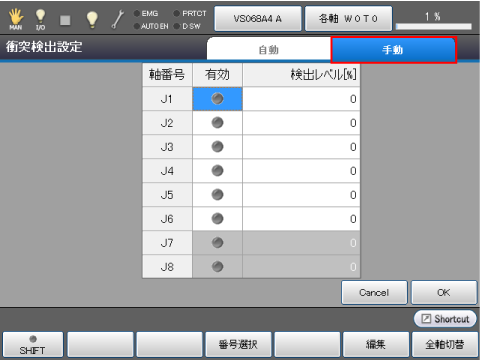 EMG PRTCT
AUTO EN D SW
MAN I/O VS068A4 A 各軸 W 0 T 0 1 %
衝突検出設定 自動 手動
軸番号 有効 検出レベル[%]
J1 0
J2 0
J3 0
J4 0
J5 0
J6 0
J7 0
J8 0
Cancel OK
Shortcut
SHIFT 番号選択 編集 全軸切替